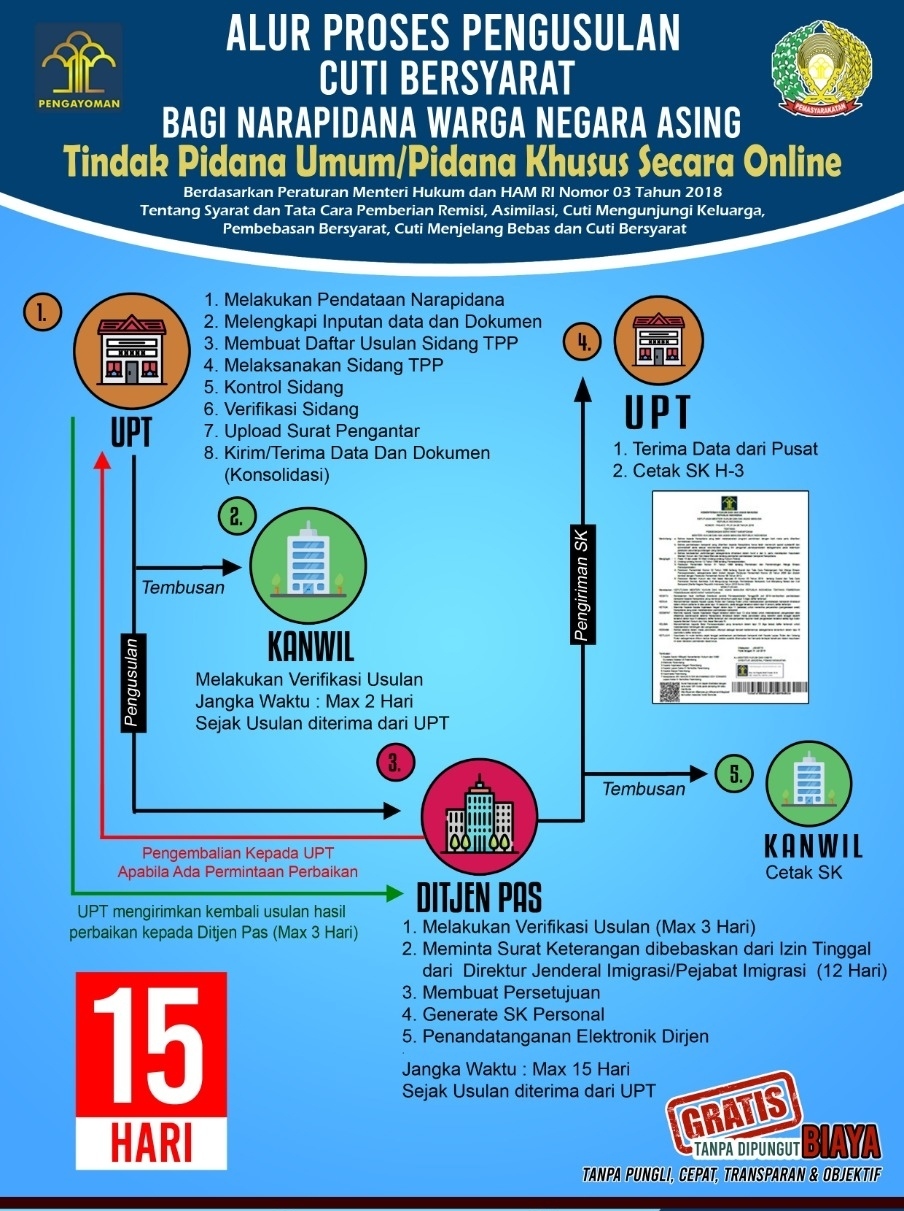 PENGAYOMAN
PEMASYARAKATAN
ALUR PROSES PENGUSULAN
CUTI BERSYARAT
BAGI NARAPIDANA WARGA NEGARA ASING
Tindak Pidana Umum/Pidana Khusus Secara Online
Berdasarkan Peraturan Menteri Hukum dan HAM RI Nomor 03 Tahun 2018
Tentang Syarat dan Tata Cara Pemberian Remisi, Asimilasi, Cuti Mengunjungi Keluarga,
Pembebasan Bersyarat, Cuti Menjelang Bebas dan Cuti Bersyarat
1.
UPT
1. Melakukan Pendataan Narapidana
2. Melengkapi Inputan data dan Dokumen
3. Membuat Daftar Usulan Sidang TPP
4. Melaksanakan Sidang TPP
5. Kontrol Sidang
6. Verifikasi Sidang
7. Upload Surat Pengantar
8. Kirim/Terima Data Dan Dokumen
(Konsolidasi)
4.
UPT
1. Terima Data dari Pusat
2. Cetak SK H-3
2.
Tembusan
KANWIL
Melakukan Verifikasi Usulan
Jangka Waktu : Max 2 Hari
Sejak Usulan diterima dari UPT
Pengusulan
Pengiriman SK
3.
Tembusan
5.
KANWIL
Cetak SK
Pengembalian Kepada UPT
Apabila Ada Permintaan Perbaikan
UPT mengirimkan kembali usulan hasil
perbaikan kepada Ditjen Pas (Max 3 Hari)
DITJEN PAS
1. Melakukan Verifikasi Usulan (Max 3 Hari)
2. Meminta Surat Keterangan dibebaskan dari Izin Tinggal
dari Direktur Jenderal Imigrasi/Pejabat Imigrasi (12 Hari)
3. Membuat Persetujuan
4. Generate SK Personal
5. Penandatanganan Elektronik Dirjen
Jangka Waktu : Max 15 Hari
Sejak Usulan diterima dari UPT
15
HARI
GRATIS
TANPA DIPUNGUT BIAYA
TANPA PUNGLI, CEPAT, TRANSPARAN & OBJEKTIF